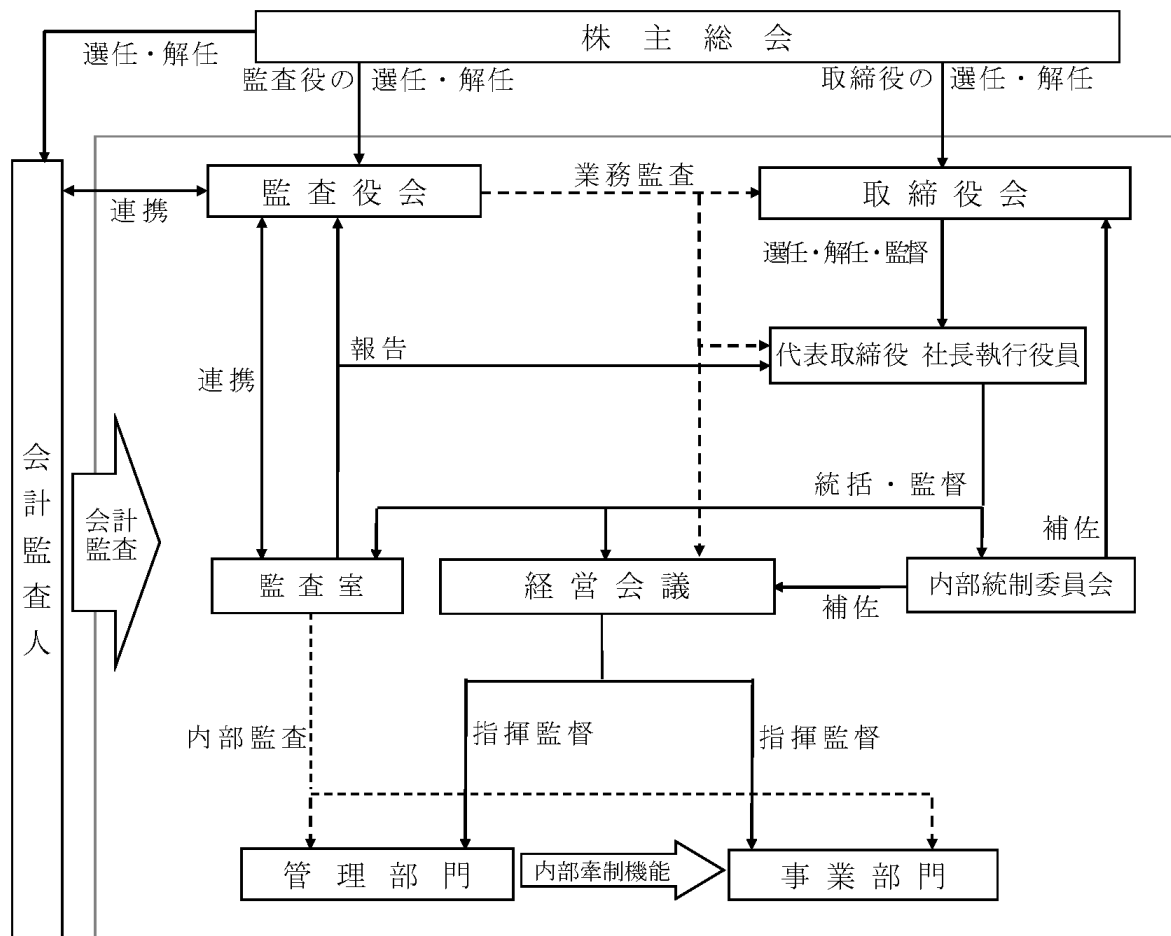 株主総会
選任・解任
監査役の 選任・解任
取締役の 選任・解任
監査役会
業務監査
取締役会
連携
選任・解任・監督
報告
代表取締役 社長執行役員
連携
会計監査人
会計
監査
統括・監督
補佐
監査室
経営会議
補佐
内部統制委員会
内部監査
指揮監督
指揮監督
管理部門
内部牽制機能
事業部門